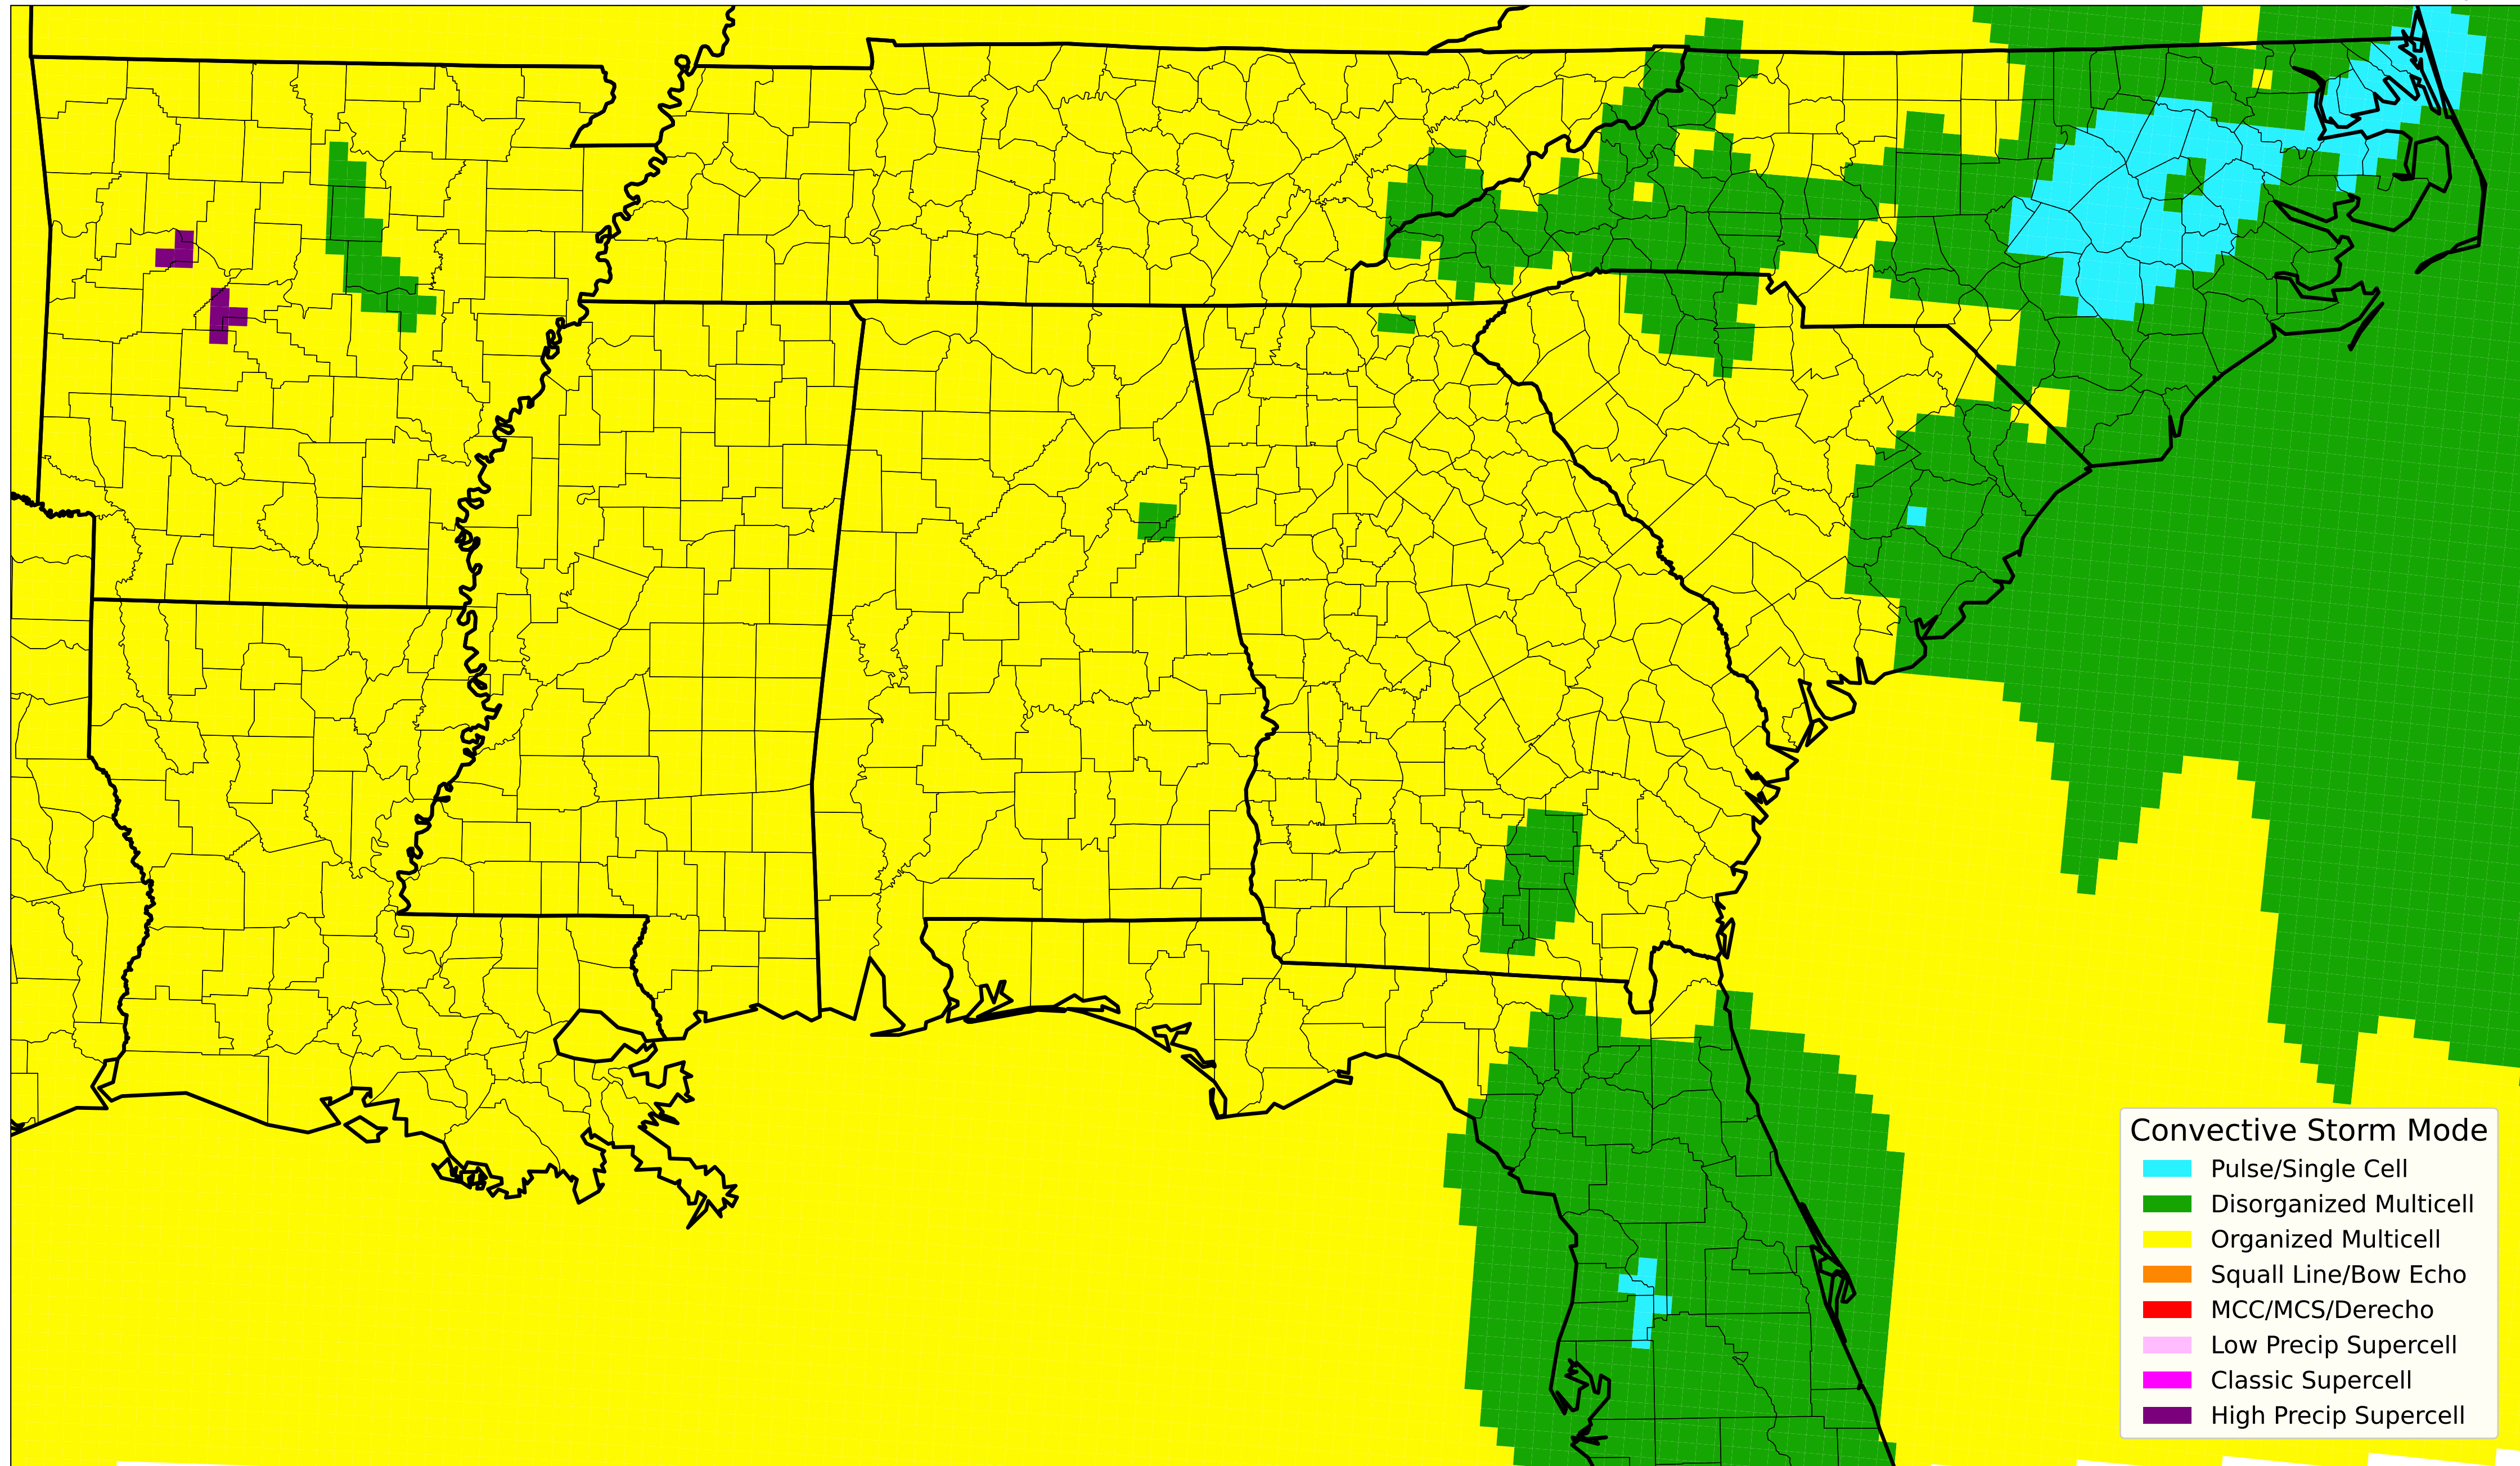 Convective Storm Mode
Pulse/Single Cell
Disorganized Multicell
Organized Multicell
Squall Line/Bow Echo
MCC/MCS/Derecho
Low Precip Supercell
Classic Supercell
High Precip Supercell